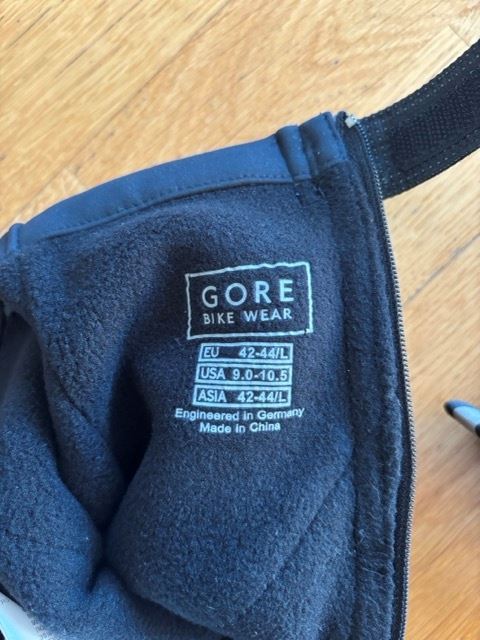 GORE
BIKE WEAR
EU 42-44/L
USA 9.0-10.5
ASIA 42-44/L
Engineered in Germany
Made in China